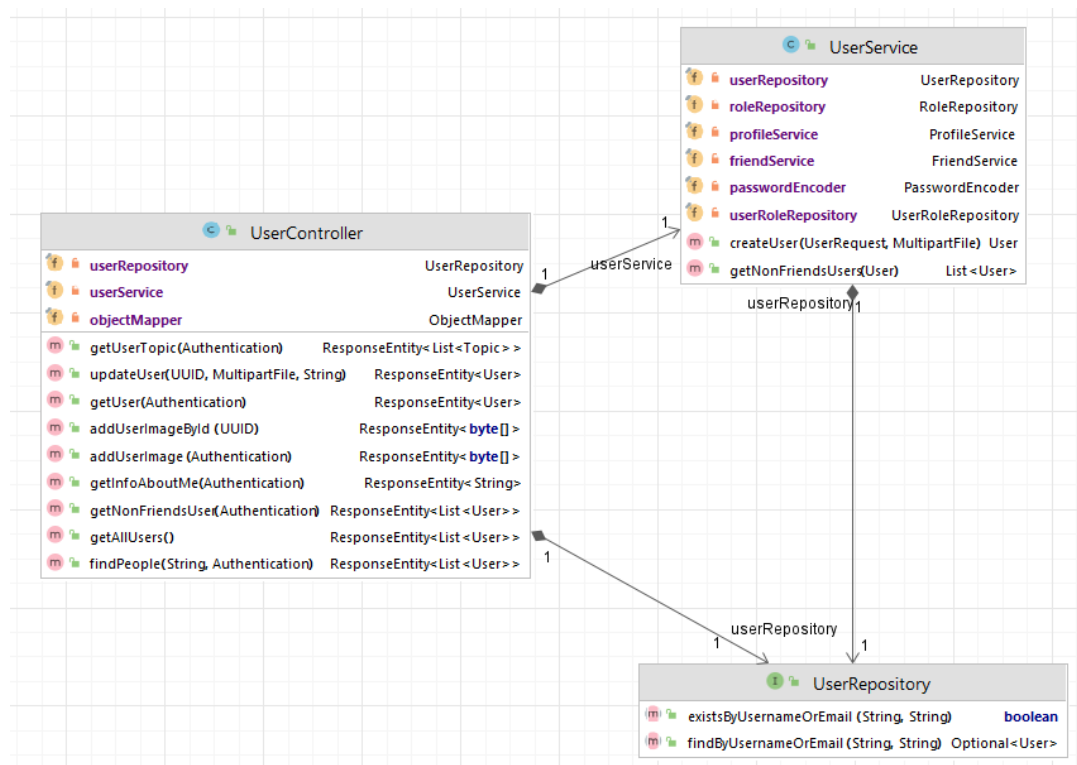 UserService
userRepository UserRepository
roleRepository RoleRepository
profileService ProfileService
friendService FriendService
passwordEncoder PasswordEncoder
userRoleRepository UserRoleRepository
createUser(UserRequest, MultipartFile) User
getNonFriendsUsers(User) List<User>
UserController
userRepository UserRepository
userService UserService
objectMapper ObjectMapper
getUserTopic(Authentication) ResponseEntity<List<Topic>>
updateUser(UUID, MultipartFile, String) ResponseEntity<User>
getUser(Authentication) ResponseEntity<User>
addUserImageById (UUID) ResponseEntity<byte[]>
addUserImage (Authentication) ResponseEntity<byte[]>
getInfoAboutMe(Authentication) ResponseEntity<String>
getNonFriendsUser(Authentication) ResponseEntity<List<User>>
getAllUsers() ResponseEntity<List<User>>
findPeople(String, Authentication) ResponseEntity<List<User>>
1
userService
1
userRepository
1
1
userRepository
1
1
UserRepository
existsByUsernameOrEmail (String, String) boolean
findByUsernameOrEmail (String, String) Optional<User>